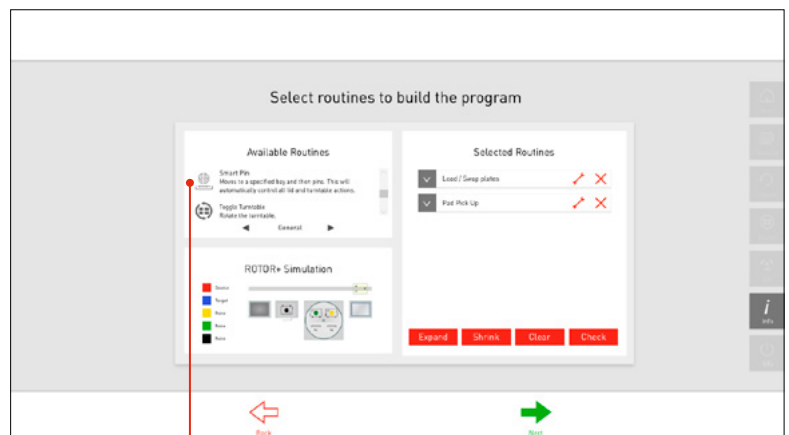 Select routines to build the program
Available Routines
Smart Pin
Moves to a specified bay and then pins. This will
automatically control all lid and turntable actions.
Toggle Turntable
Rotate the turntable.
General
ROTOR+ Simulation
Source
Target
None
None
None
Selected Routines
Load / Swap plates
Pad Pick Up
Expand
Shrink
Clear
Check
info
Back
Next